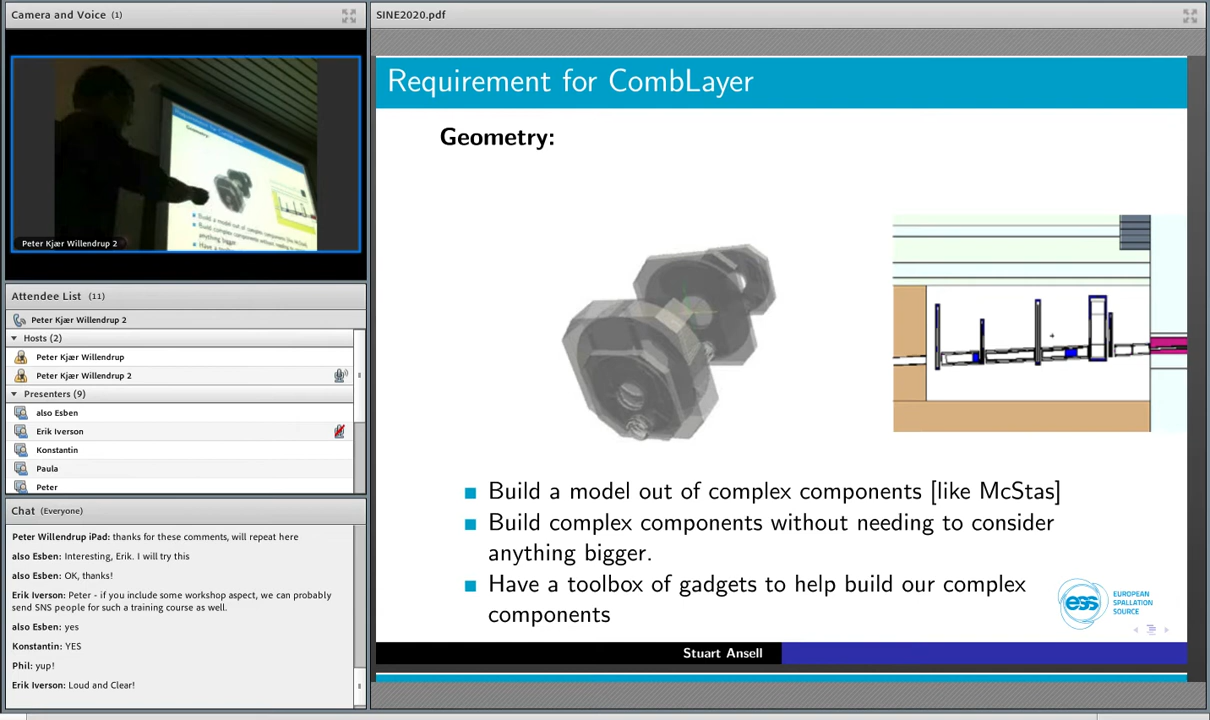 Camera and Voice (1)
Peter Kjær Willendrup 2
Attendee List (11)
Peter Kjær Willendrup 2
Hosts (2)
Peter Kjær Willendrup
Peter Kjær Willendrup 2
Presenters (9)
also Esben
Erik Iverson
Konstantin
Paula
Peter
Chat (Everyone)
Peter Willendrup iPad: thanks for these comments, will repeat here
also Esben: Interesting, Erik. I will try this
also Esben: OK, thanks!
Erik Iverson: Peter - if you include some workshop aspect, we can probably
send SNS people for such a training course as well.
also Esben: yes
Konstantin: YES
Phil: yup!
Erik Iverson: Loud and Clear!
SINE2020.pdf
Requirement for CombLayer
Geometry:
Build a model out of complex components [like McStas]
Build complex components without needing to consider
anything bigger.
Have a toolbox of gadgets to help build our complex
components
ess
EUROPEAN
SPALLATION
SOURCE
Stuart Ansell